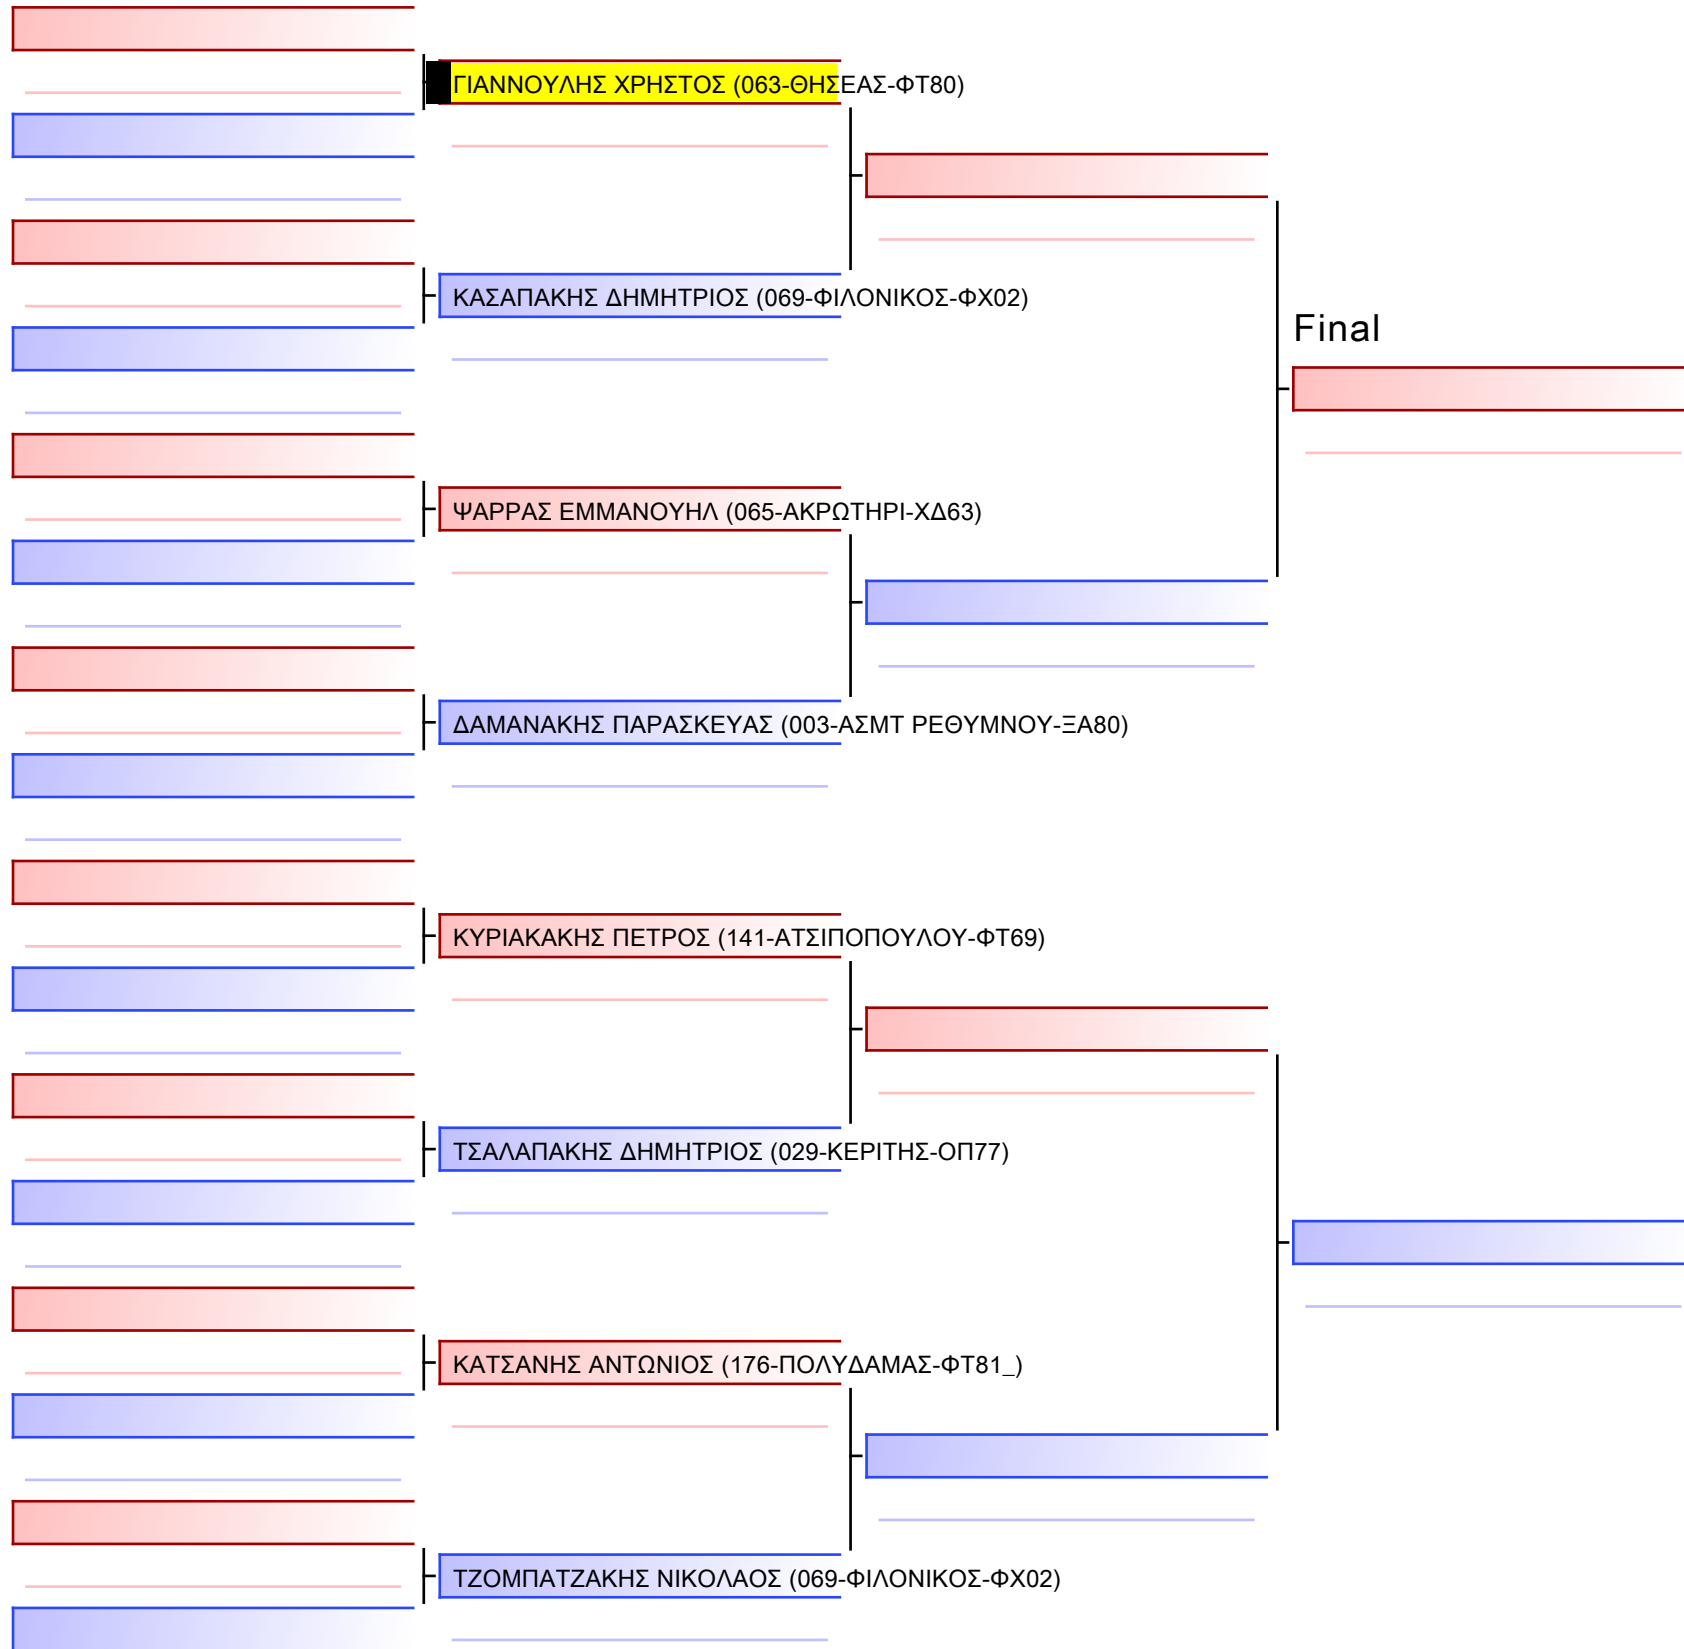 ΓΙΑΝΝΟΥΛΗΣ ΧΡΗΣΤΟΣ (063-ΘΗΣΕΑΣ-ΦΤ80)
ΚΑΣΑΠΑΚΗΣ ΔΗΜΗΤΡΙΟΣ (069-ΦΙΛΟΝΙΚΟΣ-ΦΧ02)
Final
ΨΑΡΡΑΣ ΕΜΜΑΝΟΥΗΛ (065-ΑΚΡΩΤΗΡΙ-ΧΔ63)
ΔΑΜΑΝΑΚΗΣ ΠΑΡΑΣΚΕΥΑΣ (003-ΑΣΜΤ ΡΕΘΥΜΝΟΥ-ΞΑ80)
ΚΥΡΙΑΚΑΚΗΣ ΠΕΤΡΟΣ (141-ΑΤΣΙΠΟΠΟΥΛΟΥ-ΦΤ69)
ΤΣΑΛΑΠΑΚΗΣ ΔΗΜΗΤΡΙΟΣ (029-ΚΕΡΙΤΗΣ-ΟΠ77)
ΚΑΤΣΑΝΗΣ ΑΝΤΩΝΙΟΣ (176-ΠΟΛΥΔΑΜΑΣ-ΦΤ81_)
ΤΖΟΜΠΑΤΖΑΚΗΣ ΝΙΚΟΛΑΟΣ (069-ΦΙΛΟΝΙΚΟΣ-ΦΧ02)